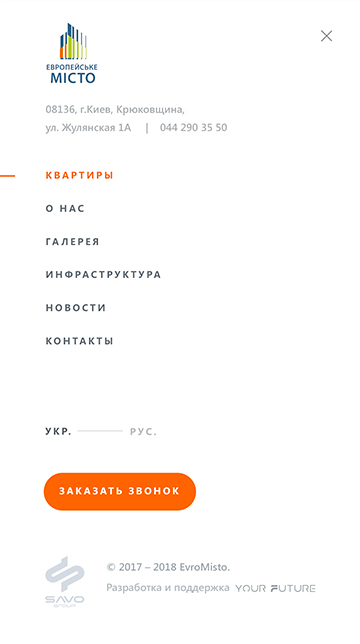 ЕВРОПЕЙСЬКЕ
МІСТО
08136, г.Киев, Крюковщина,
ул. Жулянская 1А | 044 290 35 50
КВАРТИРЫ
О НАС
ГАЛЕРЕЯ
ИНФРАСТРУКТУРА
НОВОСТИ
КОНТАКТЫ
УКР. РУС.
ЗАКАЗАТЬ ЗВОНОК
SAVO
GROUP
© 2017 – 2018 EvroMisto.
Разработка и поддержка YOUR FUTURE